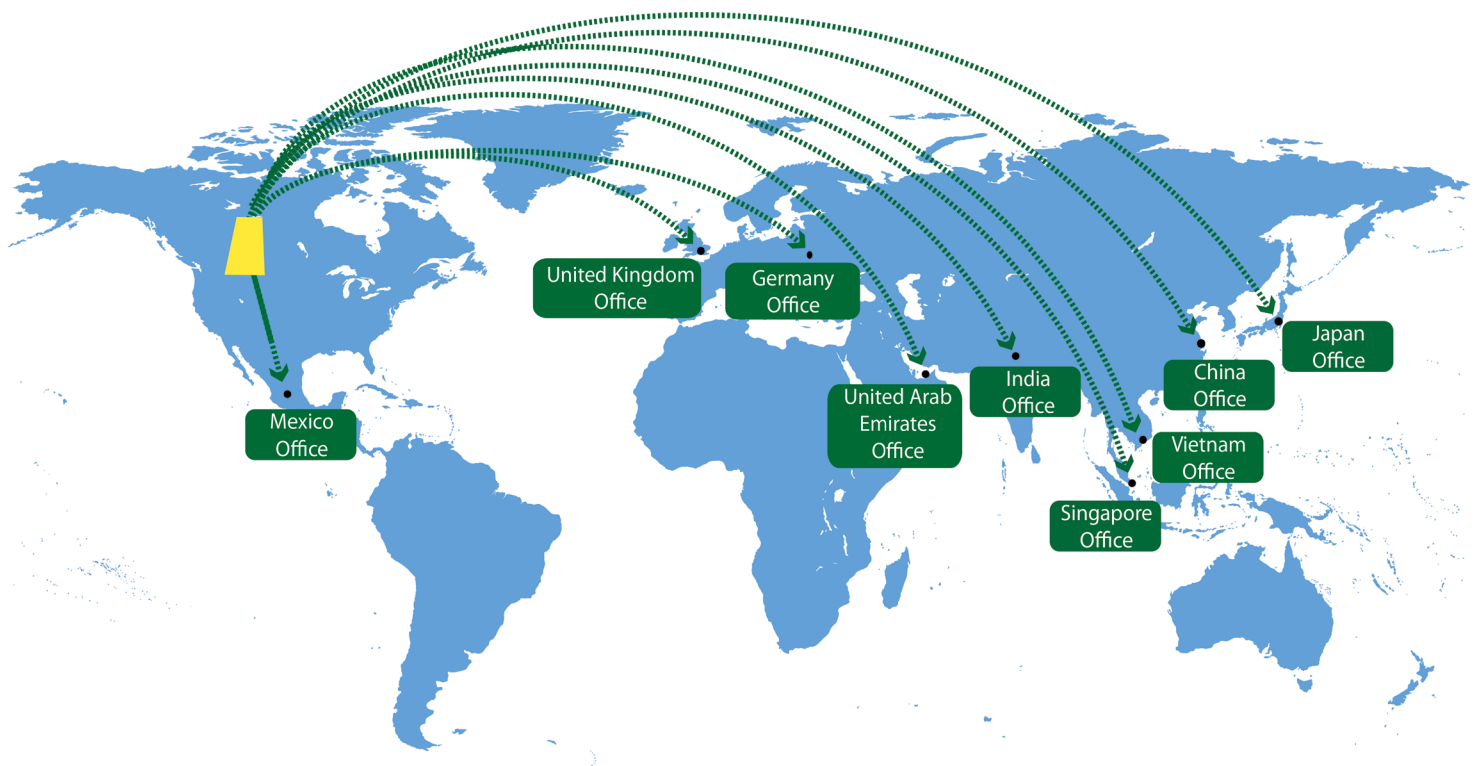 United Kingdom
Office
Germany
Office
Japan
Office
China
Office
India
Office
United Arab
Emirates
Office
Mexico
Office
Vietnam
Office
Singapore
Office